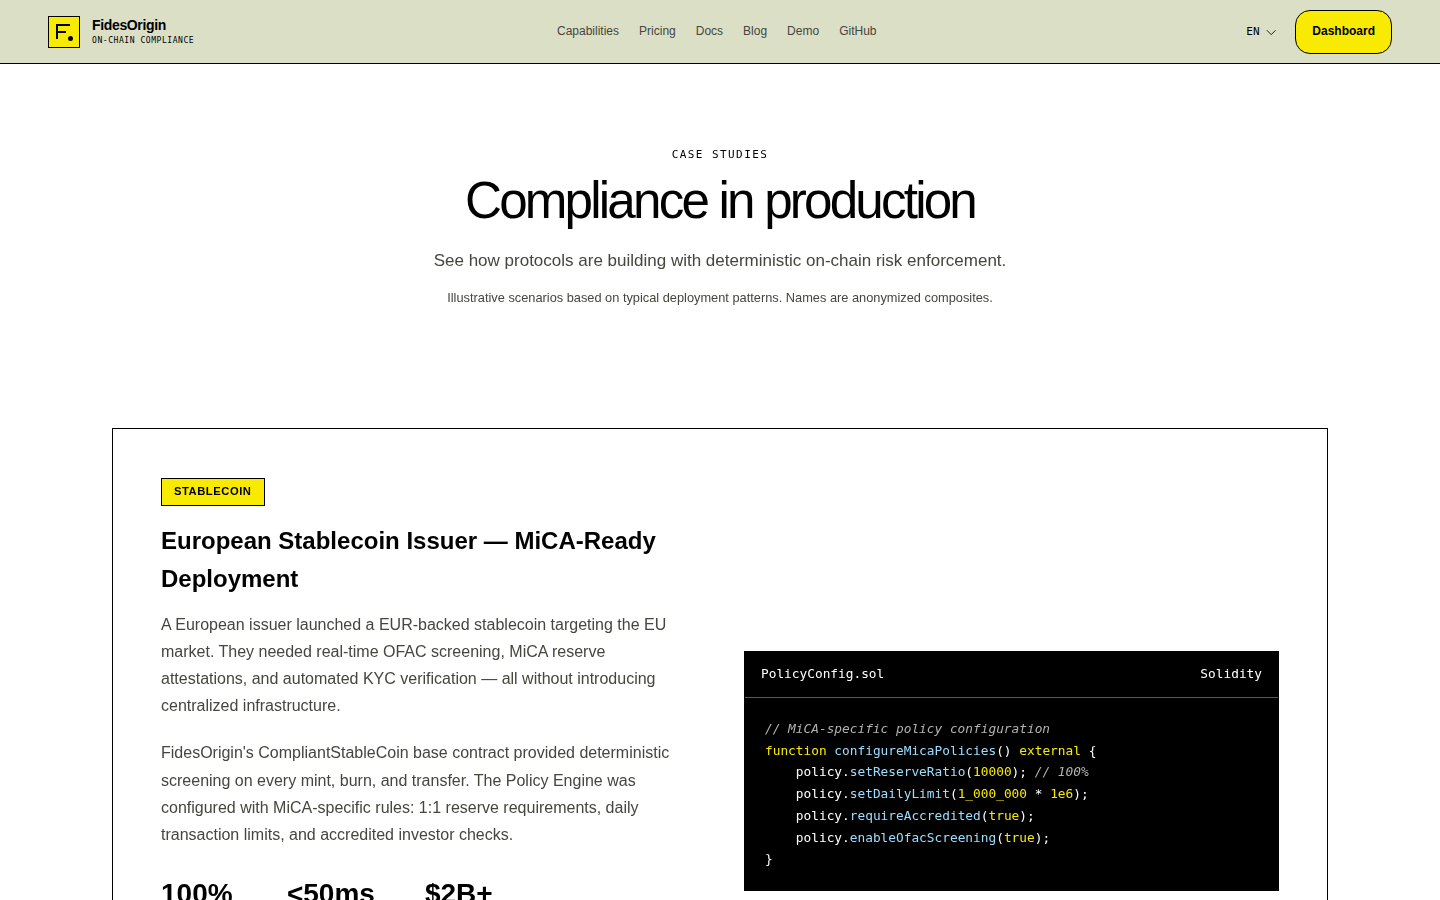 FidesOrigin
ON-CHAIN COMPLIANCE
Capabilities
Pricing
Docs
Blog
Demo
GitHub
EN
Dashboard
CASE STUDIES
Compliance in production
See how protocols are building with deterministic on-chain risk enforcement.
Illustrative scenarios based on typical deployment patterns. Names are anonymized composites.
STABLECOIN
European Stablecoin Issuer — MiCA-Ready
Deployment
A European issuer launched a EUR-backed stablecoin targeting the EU
market. They needed real-time OFAC screening, MiCA reserve
attestations, and automated KYC verification — all without introducing
centralized infrastructure.
FidesOrigin's CompliantStableCoin base contract provided deterministic
screening on every mint, burn, and transfer. The Policy Engine was
configured with MiCA-specific rules: 1:1 reserve requirements, daily
transaction limits, and accredited investor checks.
100%
<50ms
$2B+
PolicyConfig.sol
Solidity
// MiCA-specific policy configuration
function configureMicaPolicies() external {
    policy.setReserveRatio(10000); // 100%
    policy.setDailyLimit(1_000_000 * 1e6);
    policy.requireAccredited(true);
    policy.enableOfacScreening(true);
}